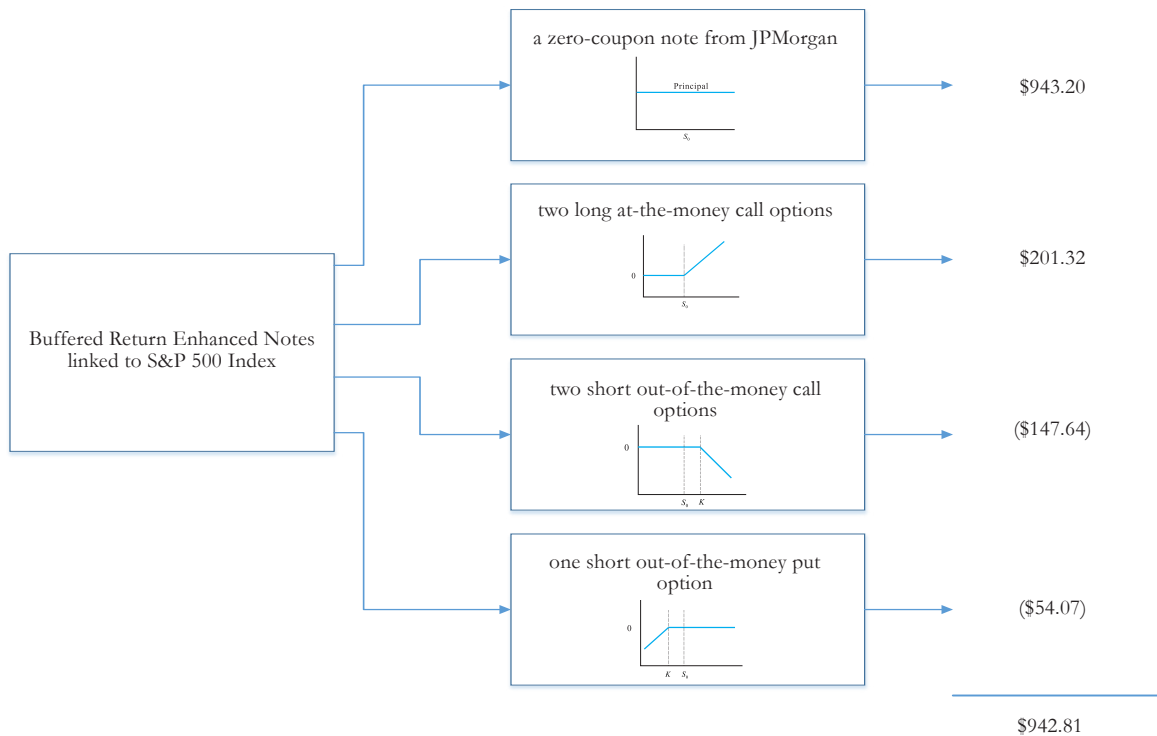 a zero-coupon note from JPMorgan
Principal
S₀
$943.20
two long at-the-money call options
0
S₀
$201.32
Buffered Return Enhanced Notes
linked to S&P 500 Index
two short out-of-the-money call
options
0
S₀ K
($147.64)
one short out-of-the-money put
option
0
K S₀
($54.07)
$942.81